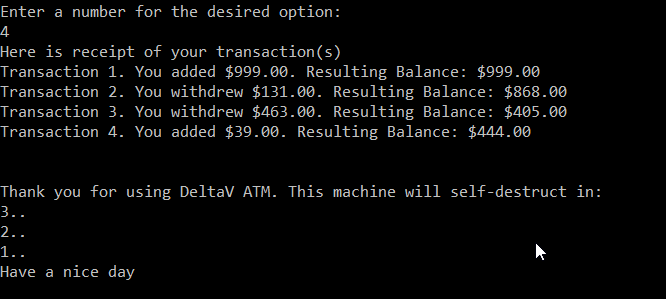 Enter a number for the desired option:
4
Here is receipt of your transaction(s)
Transaction 1. You added $999.00. Resulting Balance: $999.00
Transaction 2. You withdrew $131.00. Resulting Balance: $868.00
Transaction 3. You withdrew $463.00. Resulting Balance: $405.00
Transaction 4. You added $39.00. Resulting Balance: $444.00
Thank you for using DeltaV ATM. This machine will self-destruct in:
3..
2..
1..
Have a nice day